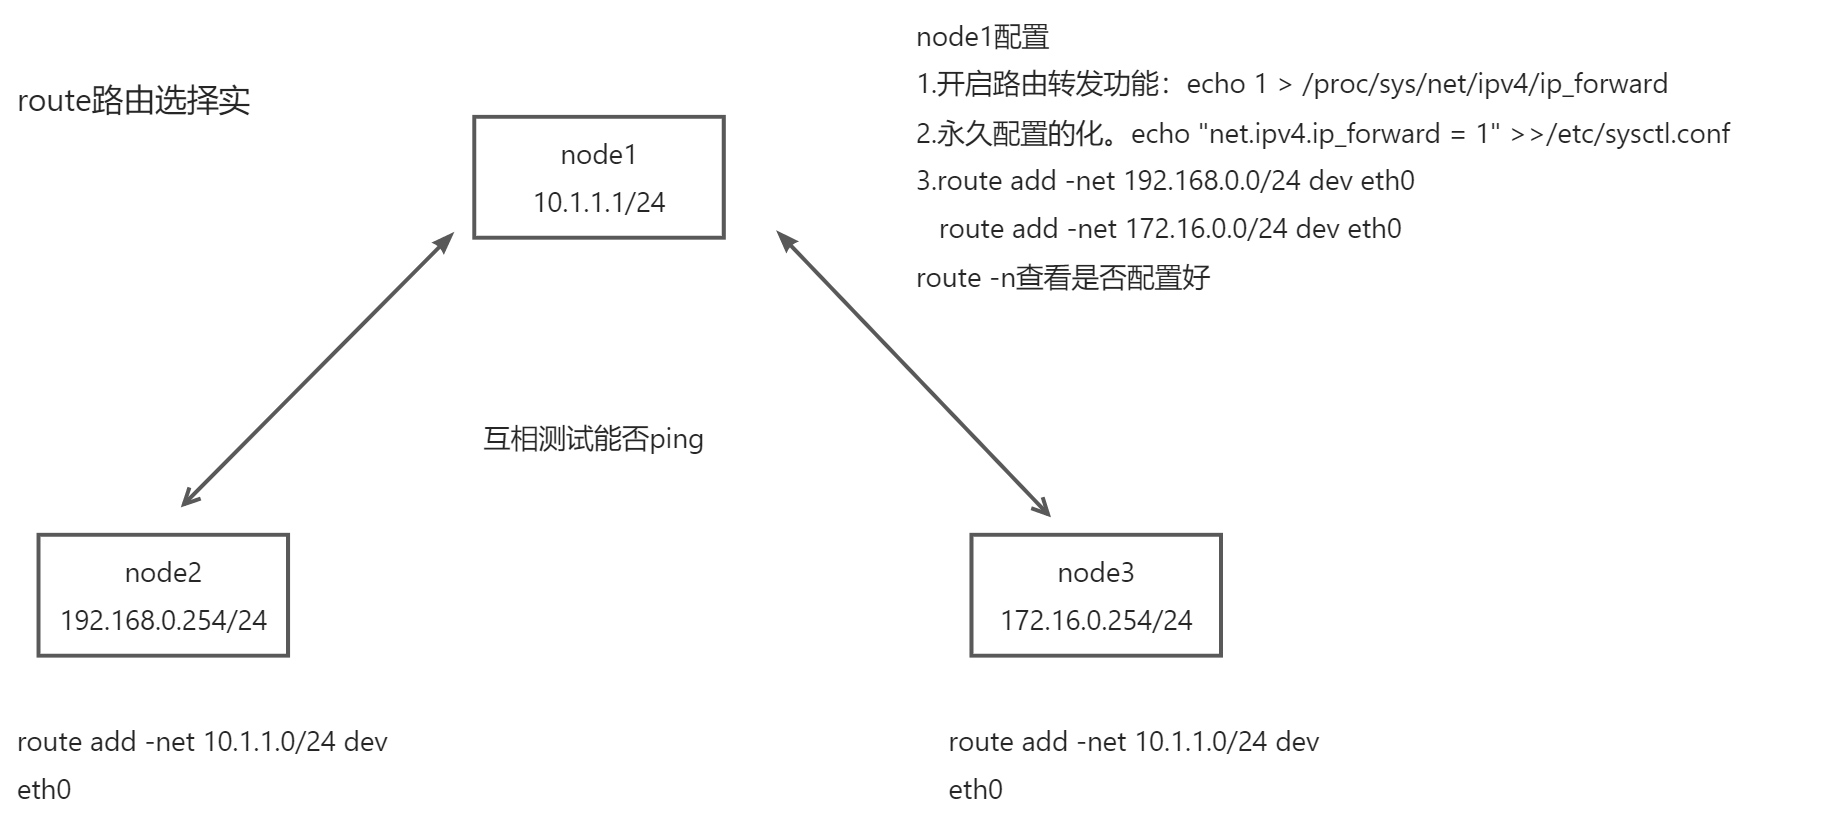 route路由选择实
node1
10.1.1.1/24
node1配置
1.开启路由转发功能：echo 1 > /proc/sys/net/ipv4/ip_forward
2.永久配置的化。echo "net.ipv4.ip_forward = 1" >>/etc/sysctl.conf
3.route add -net 192.168.0.0/24 dev eth0
route add -net 172.16.0.0/24 dev eth0
route -n查看是否配置好
互相测试能否ping
node2
192.168.0.254/24
node3
172.16.0.254/24
route add -net 10.1.1.0/24 dev
eth0
route add -net 10.1.1.0/24 dev
eth0